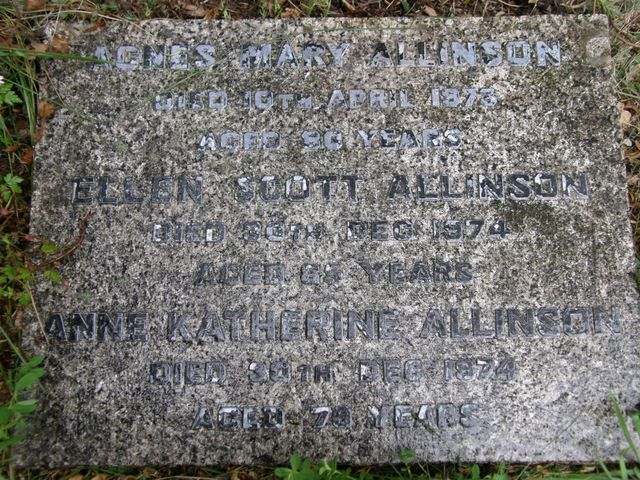 AGNES MARY ALLINSON
DIED 10TH APRIL 1973
AGED 90 YEARS
ELLEN SCOTT ALLINSON
DIED 30TH DEC 1974
AGED YEARS
ANNE KATHERINE ALLINSON
DIED 30TH DEC 1974
AGED 79 YEARS